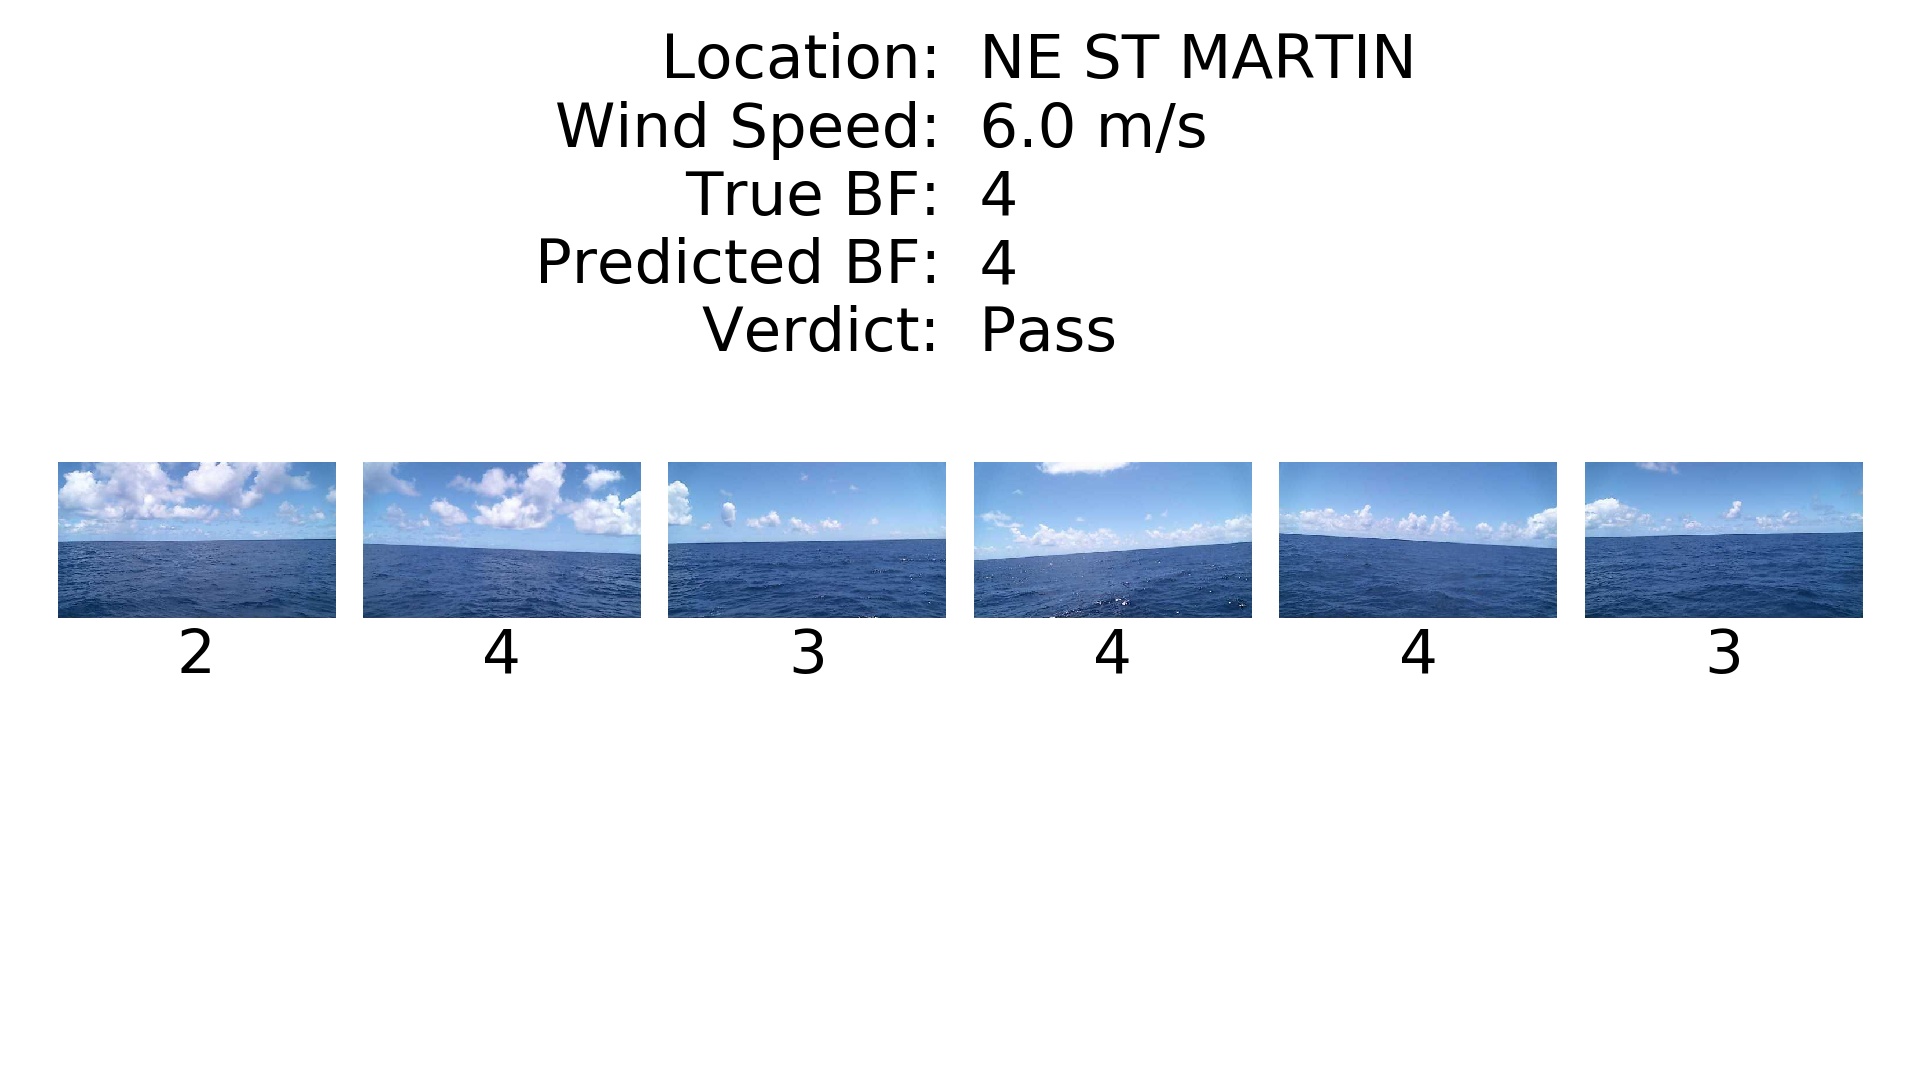 Location: NE ST MARTIN
Wind Speed: 6.0 m/s
True BF: 4
Predicted BF: 4
Verdict: Pass
2 4 3 4 4 3